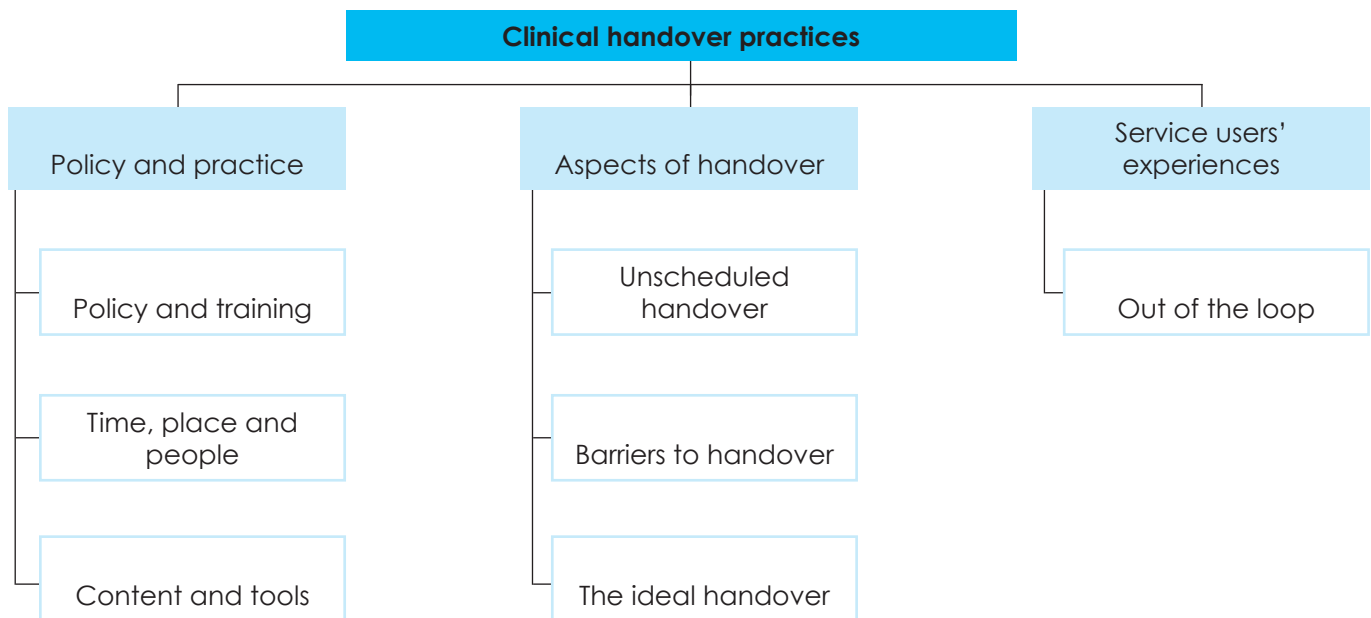 Clinical handover practices
Policy and practice
Aspects of handover
Service users’
experiences
Policy and training
Unscheduled
handover
Out of the loop
Time, place and
people
Barriers to handover
Content and tools
The ideal handover